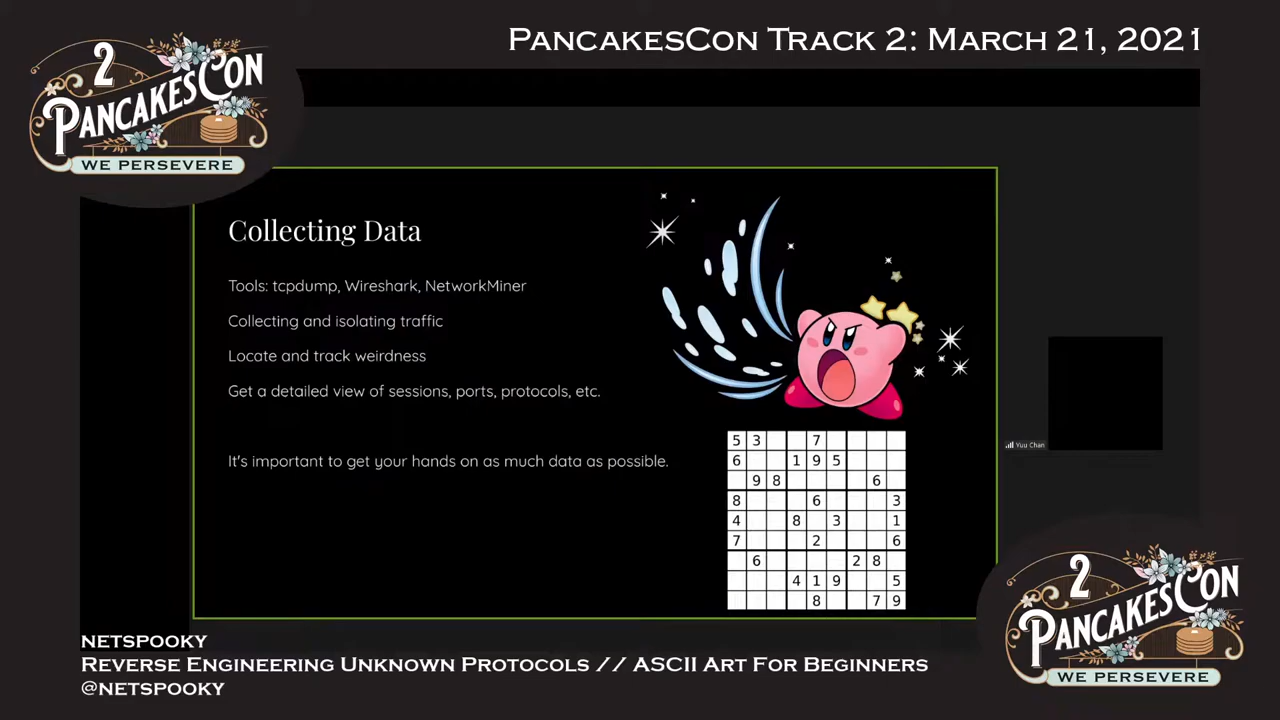 PancakesCon Track 2: March 21, 2021
2
PancakesCon
WE PERSEVERE
Collecting Data
Tools: tcpdump, Wireshark, NetworkMiner
Collecting and isolating traffic
Locate and track weirdness
Get a detailed view of sessions, ports, protocols, etc.
It's important to get your hands on as much data as possible.
5 3 7
6 1 9 5
9 8 6
8 6 3
4 8 3 1
7 2 6
6 2 8
4 1 9 5
8 7 9
Yuu Chan
2
PancakesCon
WE PERSEVERE
netspooky
Reverse Engineering Unknown Protocols // ASCII Art For Beginners
@netspooky